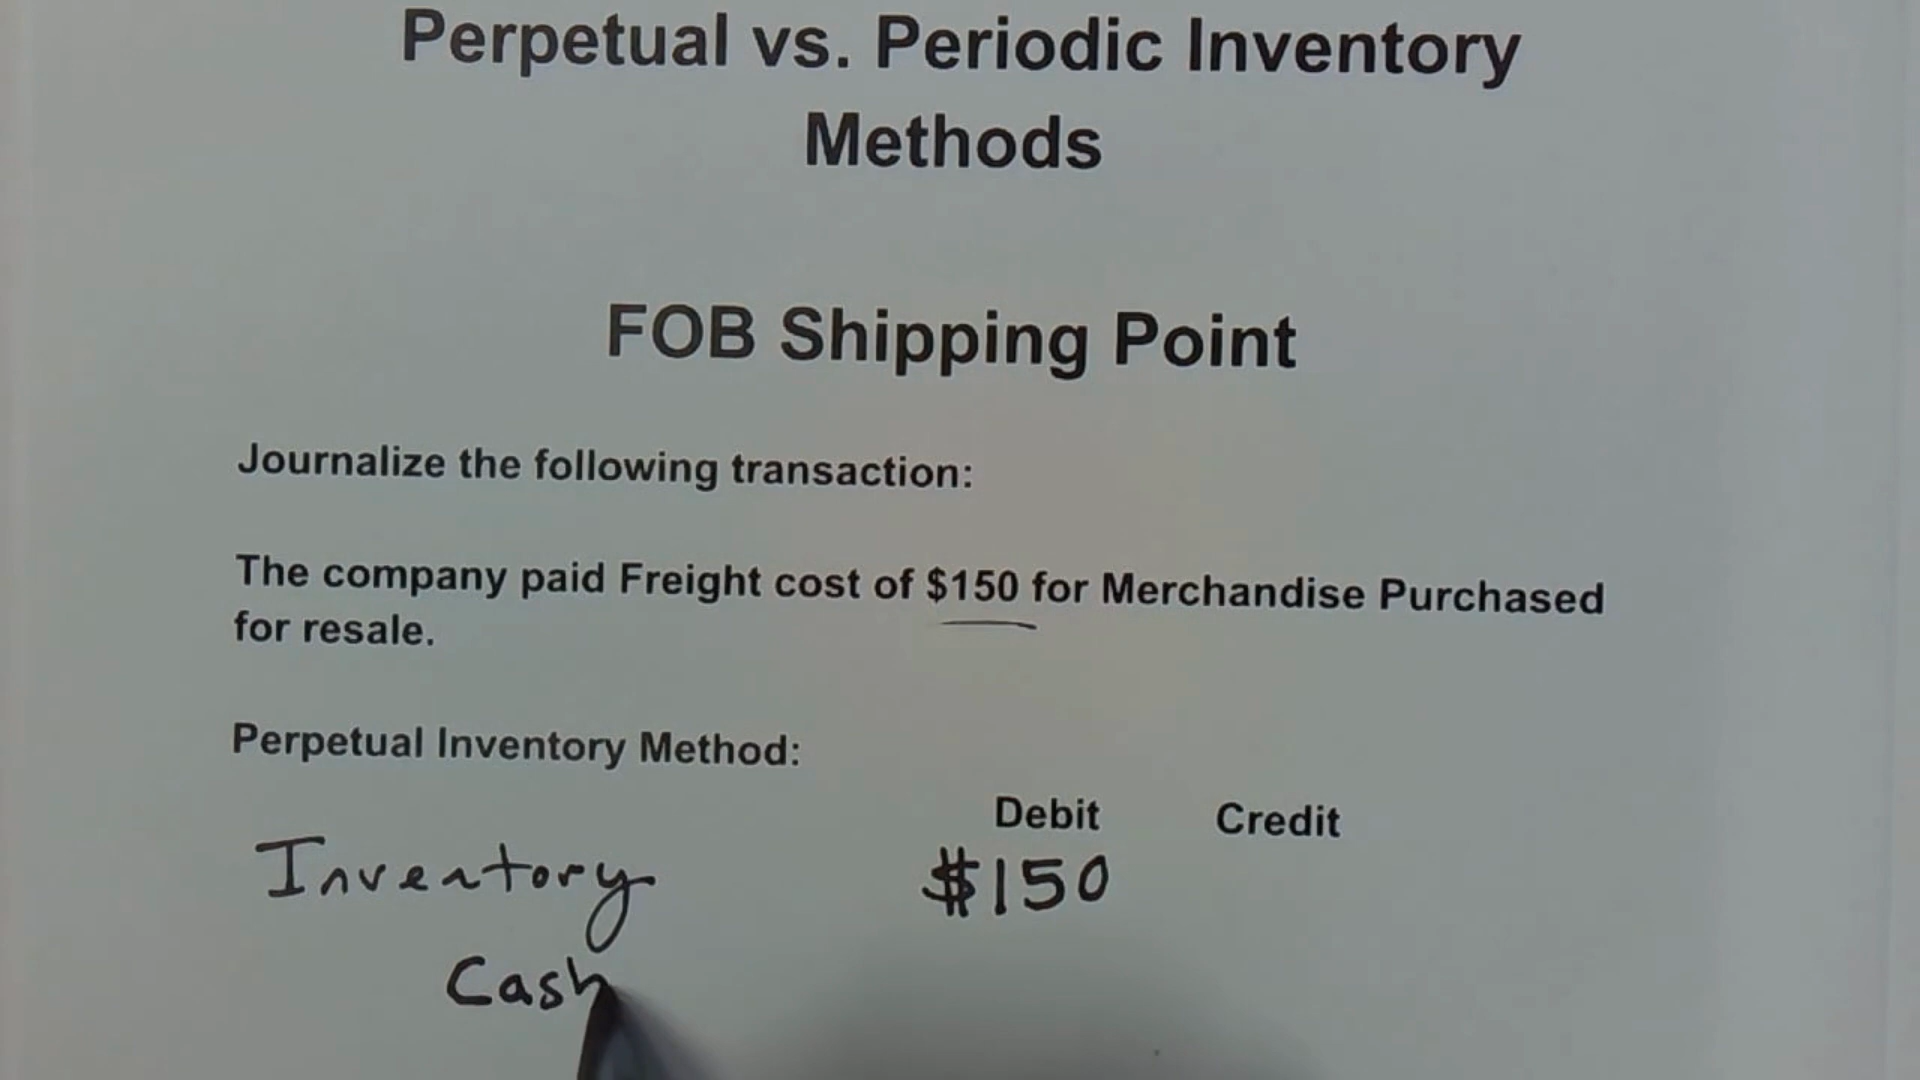 Perpetual vs. Periodic Inventory
Methods
FOB Shipping Point
Journalize the following transaction:
The company paid Freight cost of $150 for Merchandise Purchased
for resale.
Perpetual Inventory Method:
Debit Credit
Inventory $150
Cash